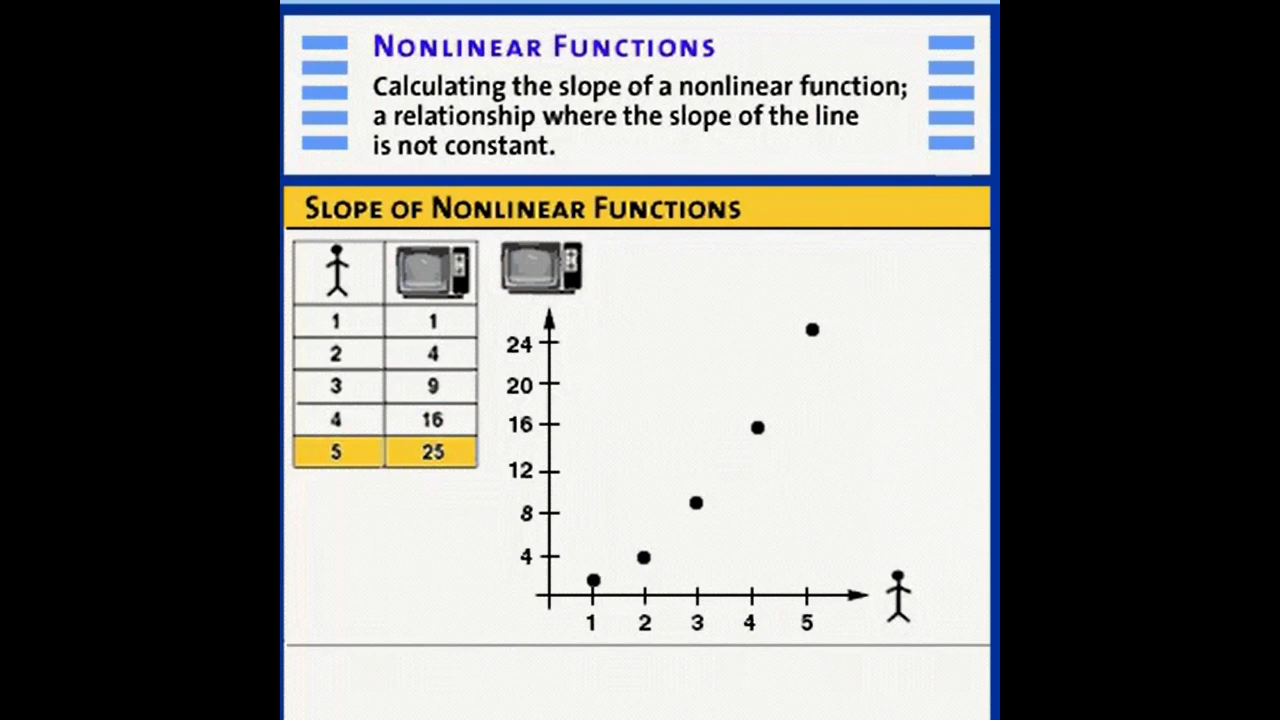 NONLINEAR FUNCTIONS
Calculating the slope of a nonlinear function;
a relationship where the slope of the line
is not constant.
SLOPE OF NONLINEAR FUNCTIONS
1 1
2 4
3 9
4 16
5 25
24
20
16
12
8
4
1 2 3 4 5